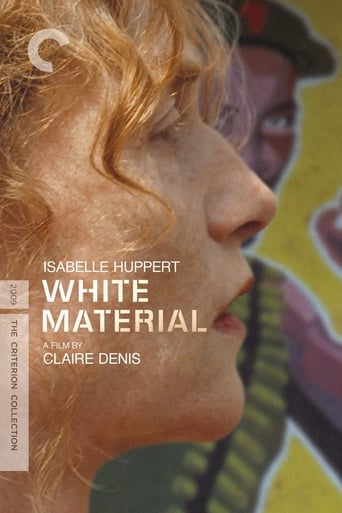 ISABELLE HUPPERT
WHITE
MATERIAL
A FILM BY
CLAIRE DENIS
2009
THE CRITERION COLLECTION